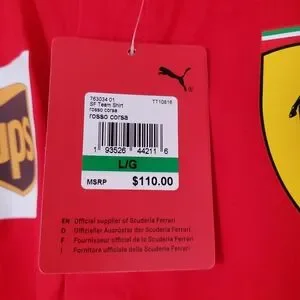 763034 01
SF Team Shirt
rosso corsa
rosso corsa
TT10816
1 93526 44211 6
L/G
MSRP $110.00
EN - Official supplier of Scuderia Ferrari
D - Offizieller Ausrüster der Scuderia Ferrari
F - Fournisseur officiel de la Scuderia Ferrari
I - Fornitore ufficiale della Scuderia Ferrari
ups